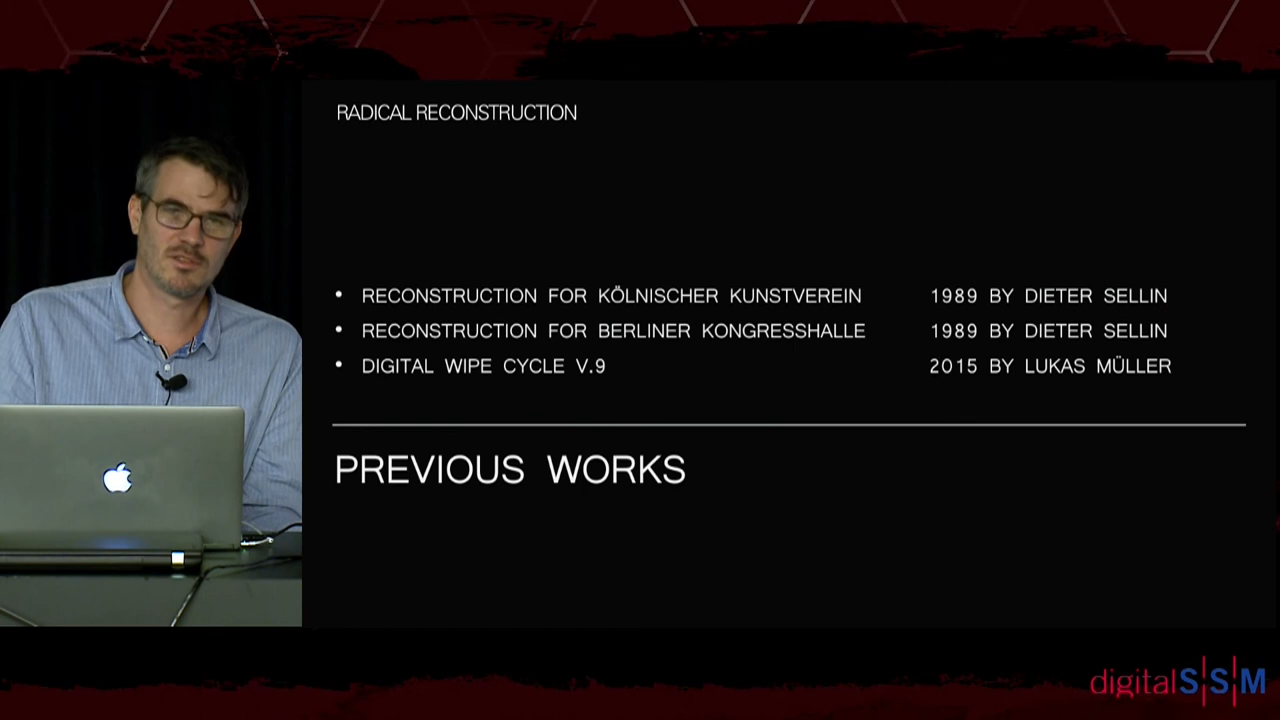 RADICAL RECONSTRUCTION
• RECONSTRUCTION FOR KÖLNISCHER KUNSTVEREIN 1989 BY DIETER SELLIN
• RECONSTRUCTION FOR BERLINER KONGRESSHALLE 1989 BY DIETER SELLIN
• DIGITAL WIPE CYCLE V.9 2015 BY LUKAS MÜLLER
PREVIOUS WORKS
digitalS|S|M